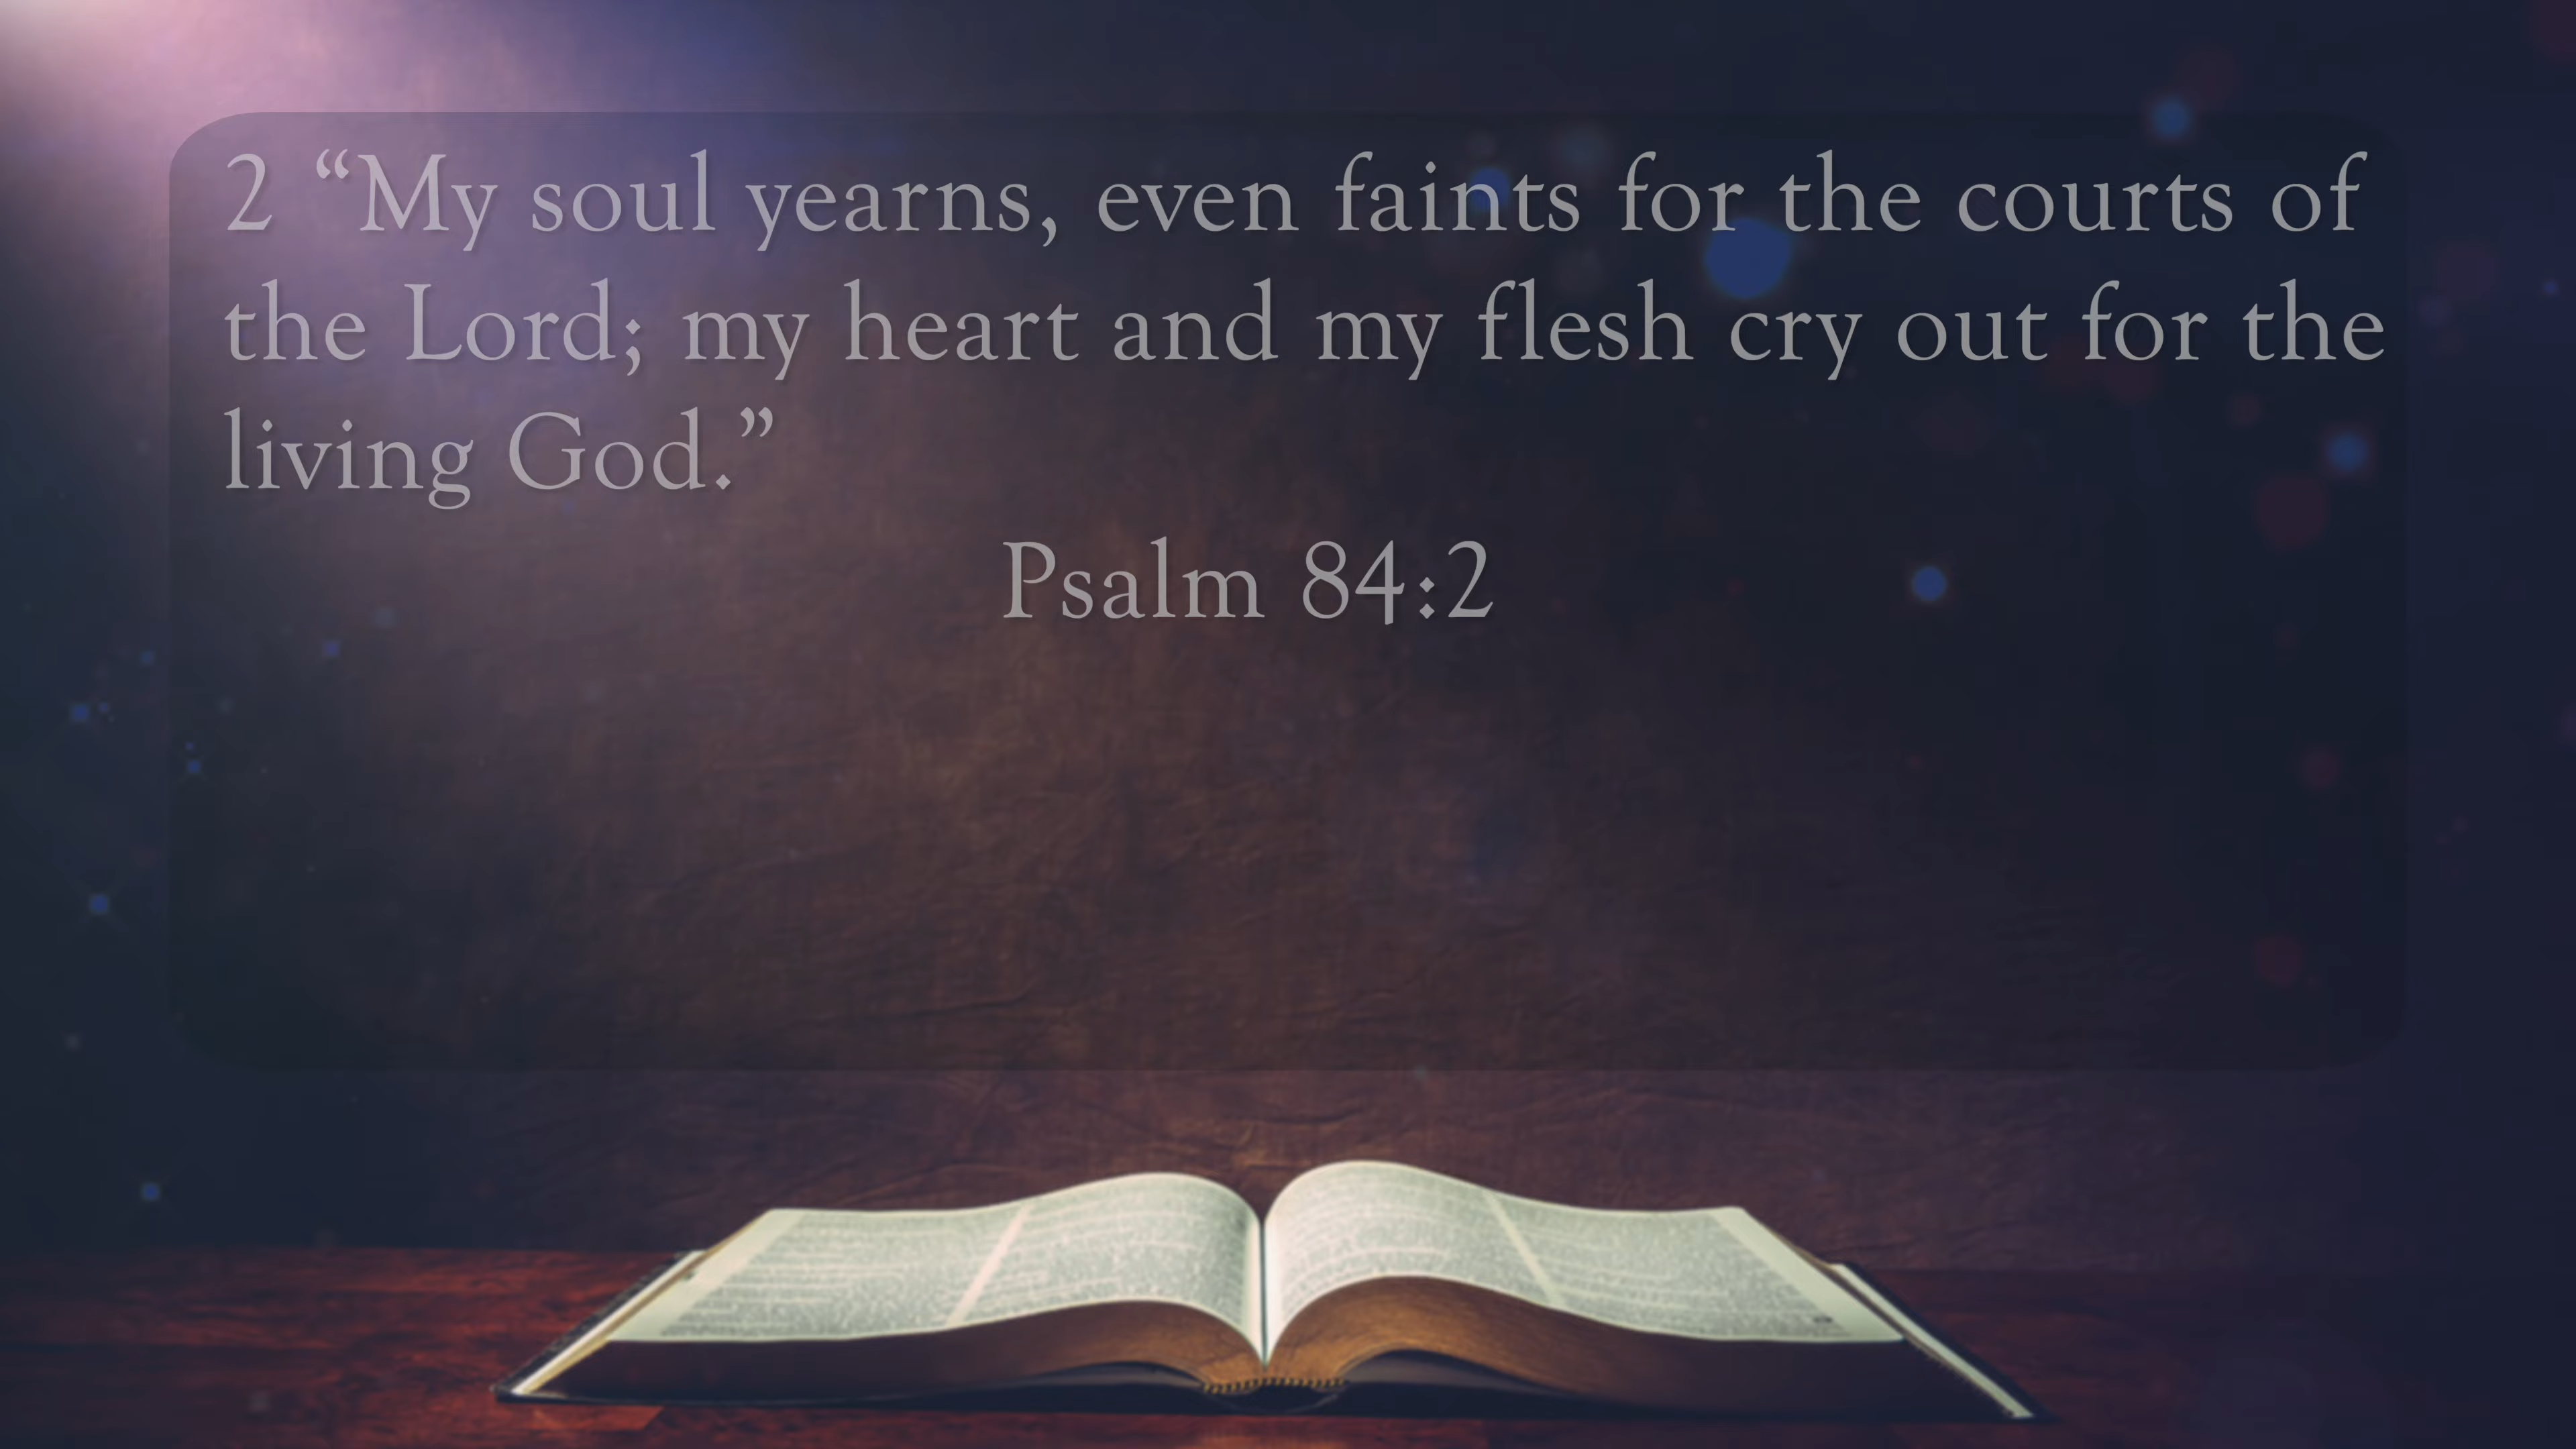 2 “My soul yearns, even faints for the courts of
the Lord; my heart and my flesh cry out for the
living God.”
Psalm 84:2